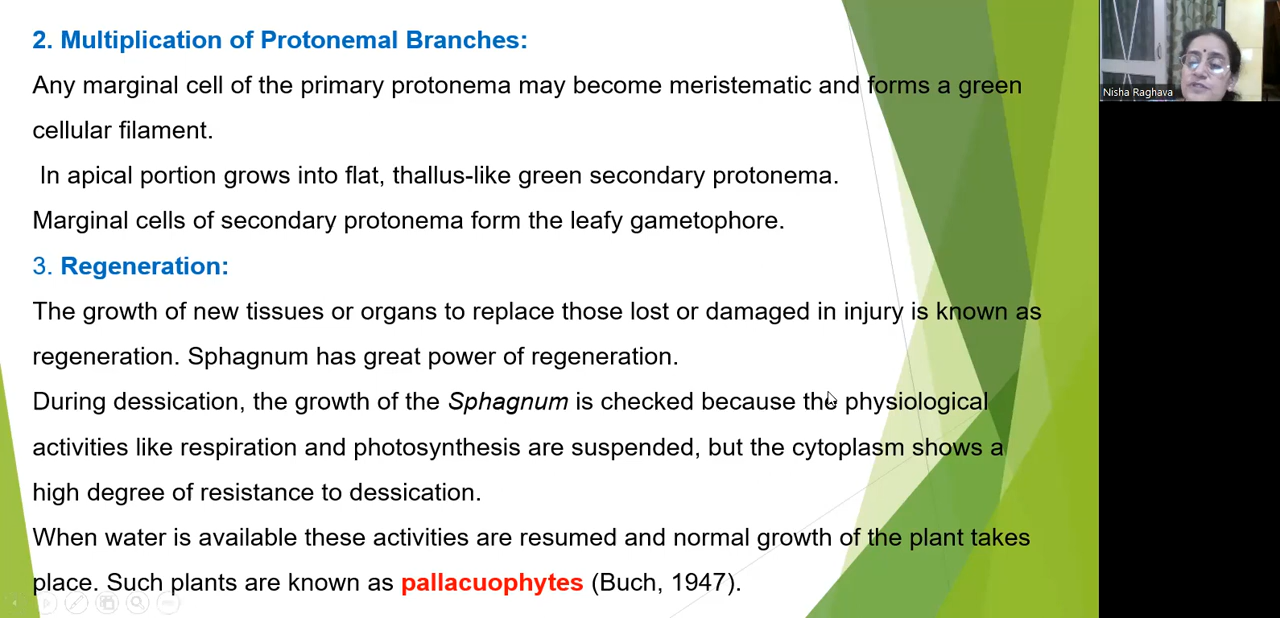 2. Multiplication of Protonemal Branches:
Any marginal cell of the primary protonema may become meristematic and forms a green
cellular filament.
In apical portion grows into flat, thallus-like green secondary protonema.
Marginal cells of secondary protonema form the leafy gametophore.
3. Regeneration:
The growth of new tissues or organs to replace those lost or damaged in injury is known as
regeneration. Sphagnum has great power of regeneration.
During dessication, the growth of the Sphagnum is checked because the physiological
activities like respiration and photosynthesis are suspended, but the cytoplasm shows a
high degree of resistance to dessication.
When water is available these activities are resumed and normal growth of the plant takes
place. Such plants are known as pallacuophytes (Buch, 1947).
Nisha Raghava